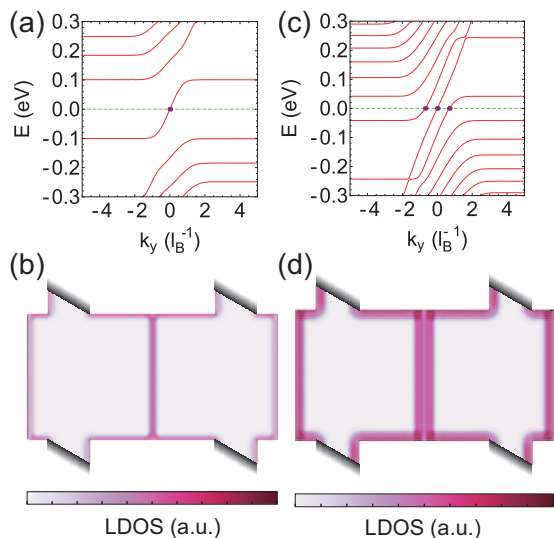 (a)
0.3
0.2
0.1
0.0
-0.1
-0.2
-0.3
E (eV)
-4 -2 0 2 4
k_y (l_B^-1)
(c)
0.3
0.2
0.1
0.0
-0.1
-0.2
-0.3
E (eV)
-4 -2 0 2 4
k_y (l_B^-1)
(b)
LDOS (a.u.)
(d)
LDOS (a.u.)